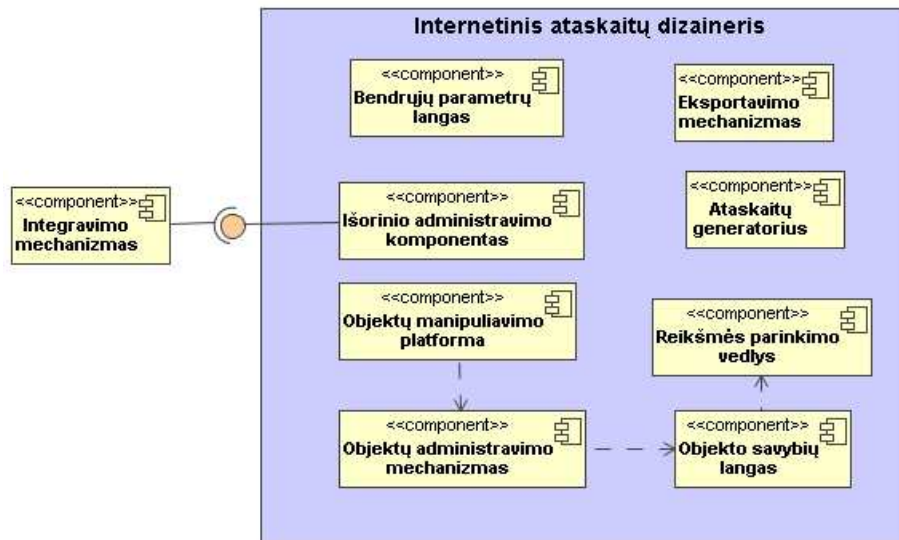 Internetinis ataskaitų dizaineris
<<component>>
Bendrųjų parametrų
langas
<<component>>
Eksportavimo
mechanizmas
<<component>>
Integravimo
mechanizmas
<<component>>
Išorinio administravimo
komponentas
<<component>>
Ataskaitų
generatorius
<<component>>
Objektų manipuliavimo
platforma
<<component>>
Reikšmės parinkimo
vedlys
<<component>>
Objektų administravimo
mechanizmas
<<component>>
Objekto savybių
langas